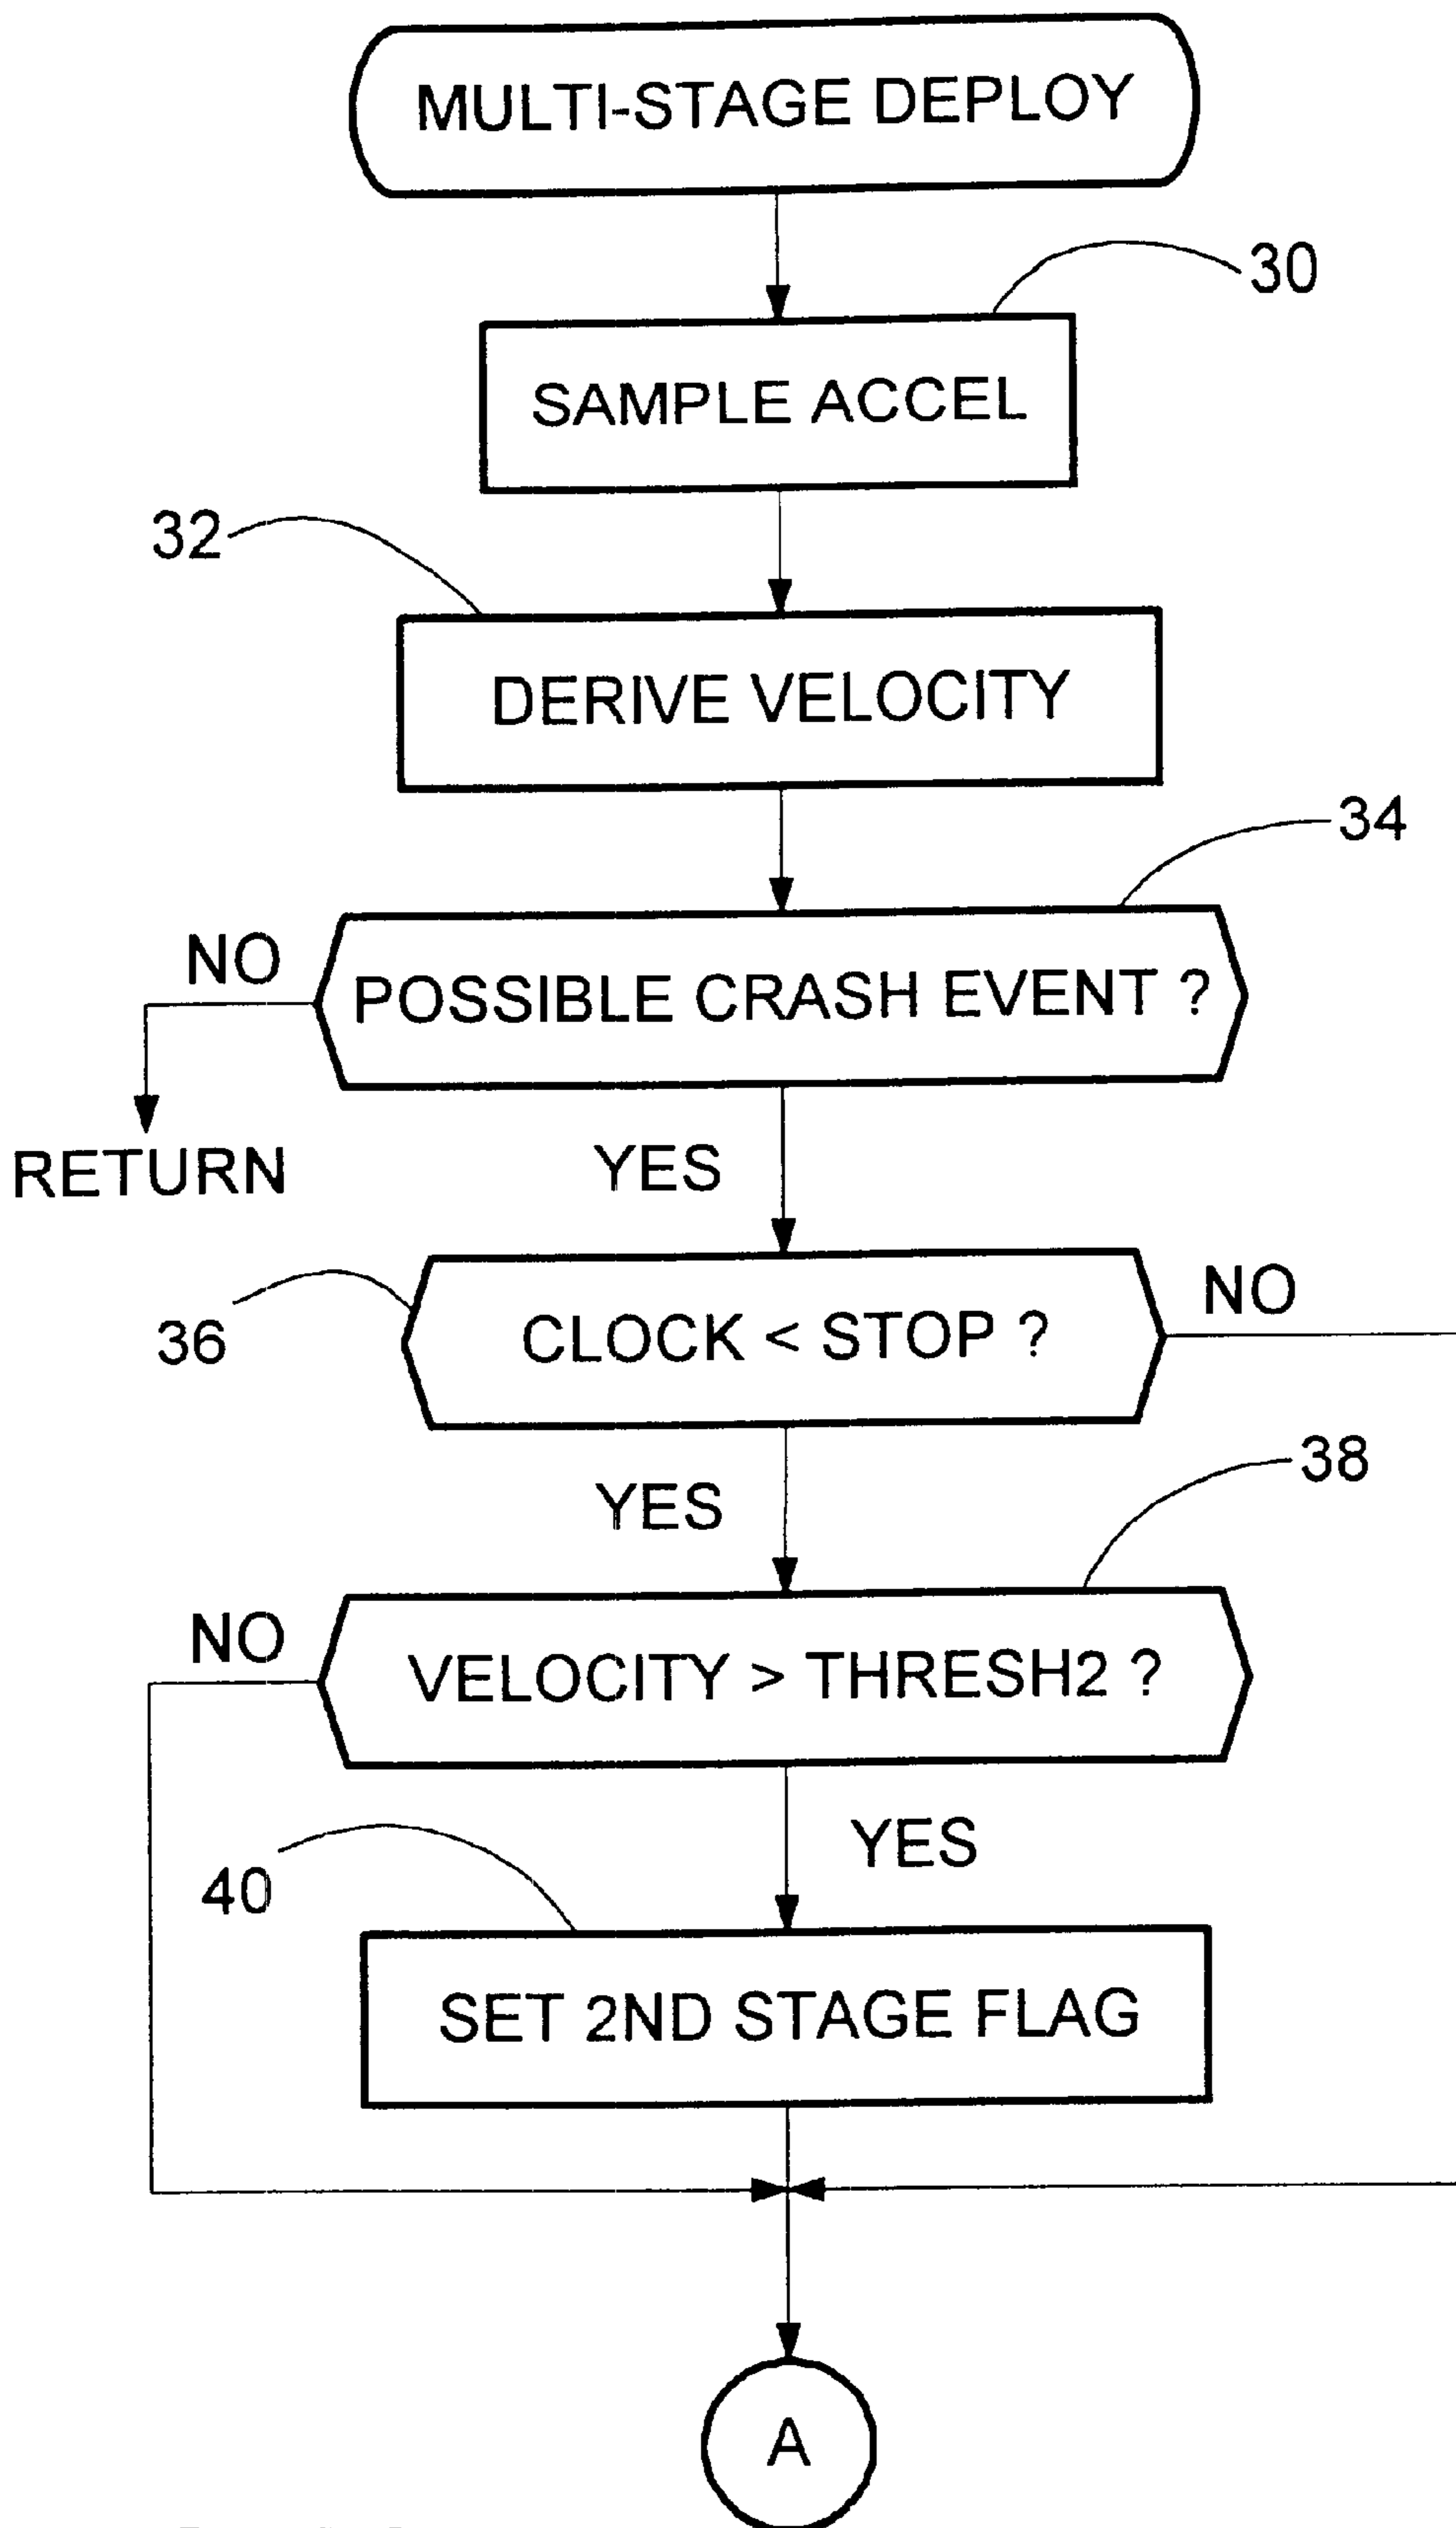 MULTI-STAGE DEPLOY
30
SAMPLE ACCEL
32
DERIVE VELOCITY
34
NO
POSSIBLE CRASH EVENT ?
RETURN
YES
36
CLOCK < STOP ?
NO
YES
38
NO
VELOCITY > THRESH2 ?
YES
40
SET 2ND STAGE FLAG
A